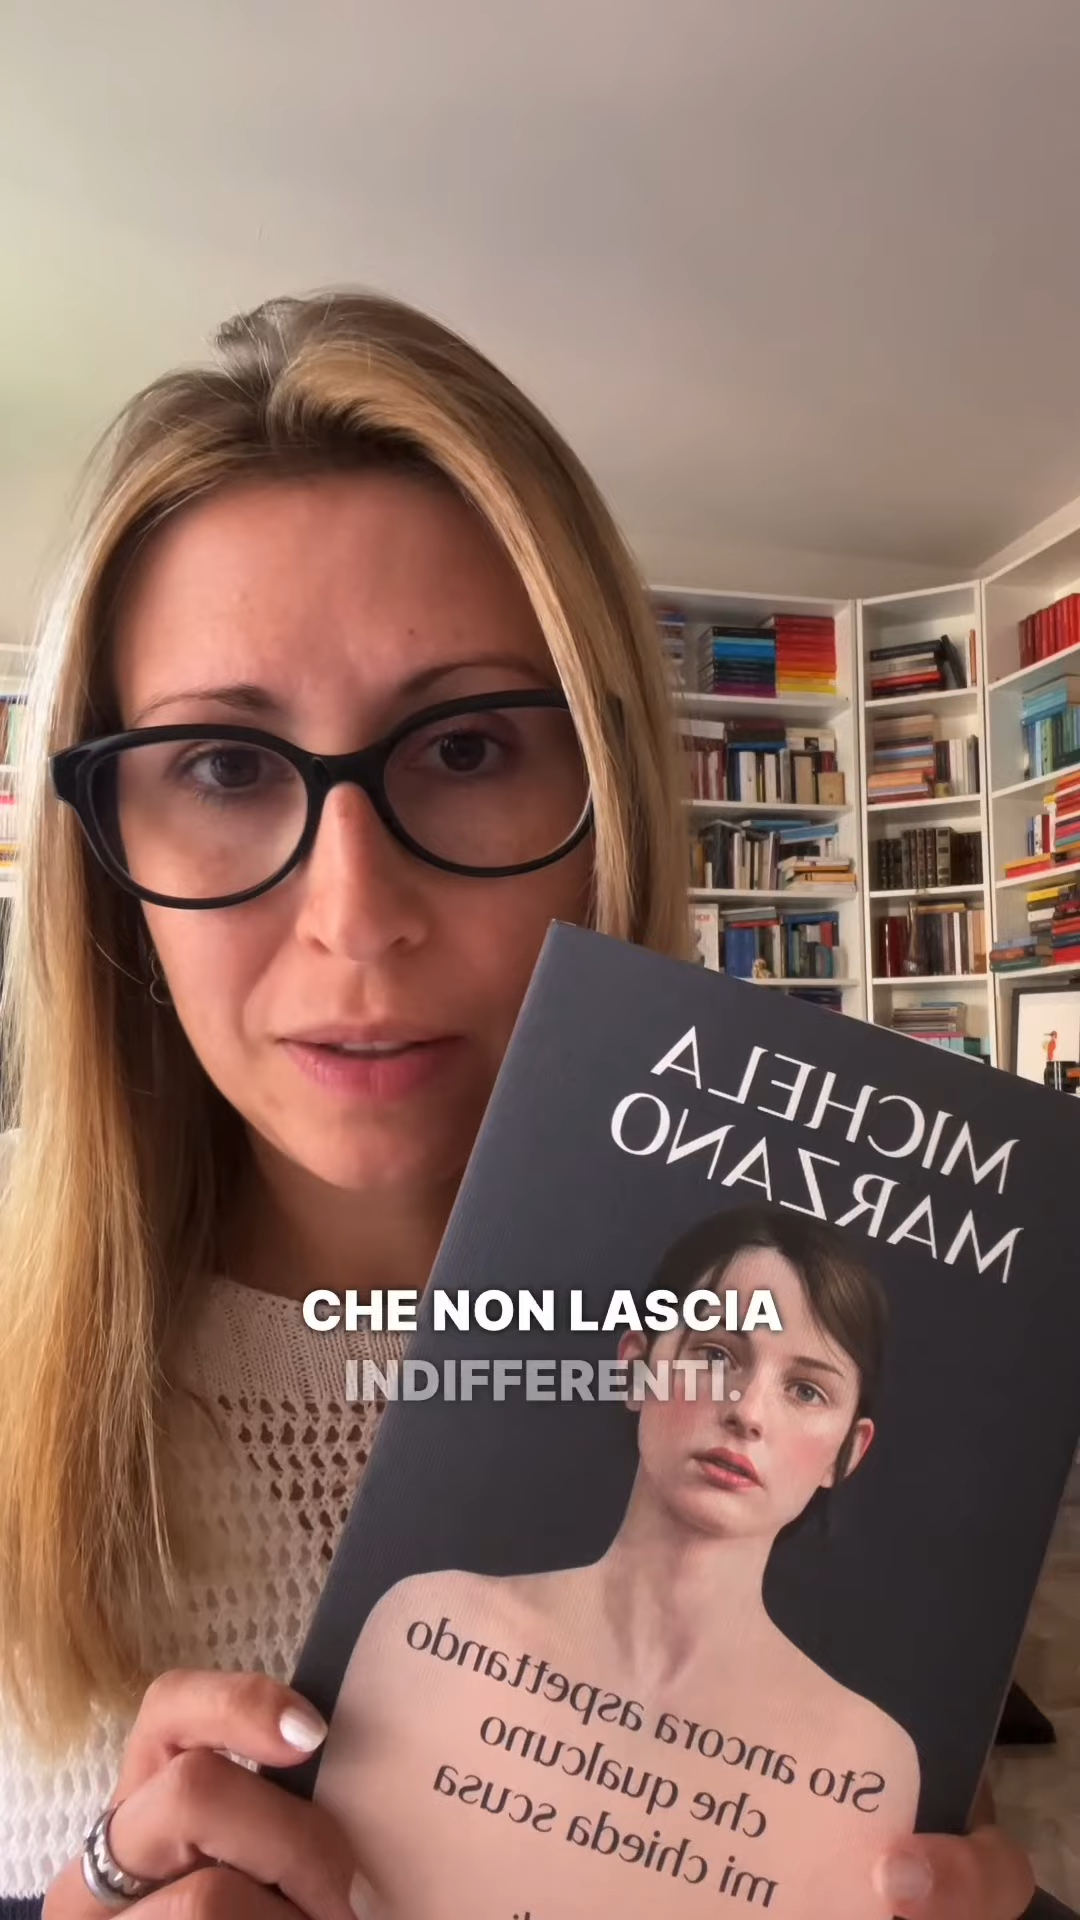 MICHELA
MARZANO
CHE NON LASCIA
INDIFFERENTI.
Sto ancora aspettando
che qualcuno
mi chieda scusa